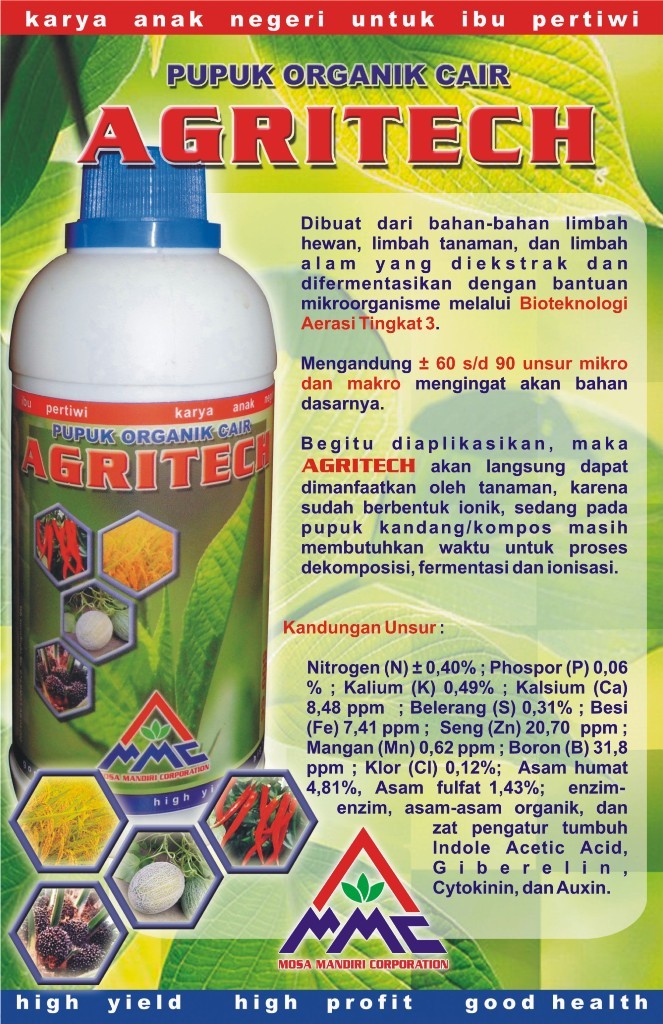 karya anak negeri untuk ibu pertiwi
PUPUK ORGANIK CAIR
AGRITECH
Dibuat dari bahan-bahan limbah
hewan, limbah tanaman, dan limbah
alam yang diekstrak dan
difermentasikan dengan bantuan
mikroorganisme melalui Bioteknologi
Aerasi Tingkat 3.
Mengandung ± 60 s/d 90 unsur mikro
dan makro mengingat akan bahan
dasarnya.
Begitu diaplikasikan, maka
AGRITECH akan langsung dapat
dimanfaatkan oleh tanaman, karena
sudah berbentuk ionik, sedang pada
pupuk kandang/kompos masih
membutuhkan waktu untuk proses
dekomposisi, fermentasi dan ionisasi.
Kandungan Unsur :
Nitrogen (N) ± 0,40% ; Phospor (P) 0,06
% ; Kalium (K) 0,49% ; Kalsium (Ca)
8,48 ppm ; Belerang (S) 0,31% ; Besi
(Fe) 7,41 ppm ; Seng (Zn) 20,70 ppm ;
Mangan (Mn) 0,62 ppm ; Boron (B) 31,8
ppm ; Klor (Cl) 0,12%; Asam humat
4,81%, Asam fulfat 1,43%; enzim-
enzim, asam-asam organik, dan
zat pengatur tumbuh
Indole Acetic Acid,
Giberelin,
Cytokinin, dan Auxin.
ibu pertiwi karya anak
PUPUK ORGANIK CAIR
AGRITECH
MMC
MOSA MANDIRI CORPORATION
high
MMC
MOSA MANDIRI CORPORATION
high yield high profit good health